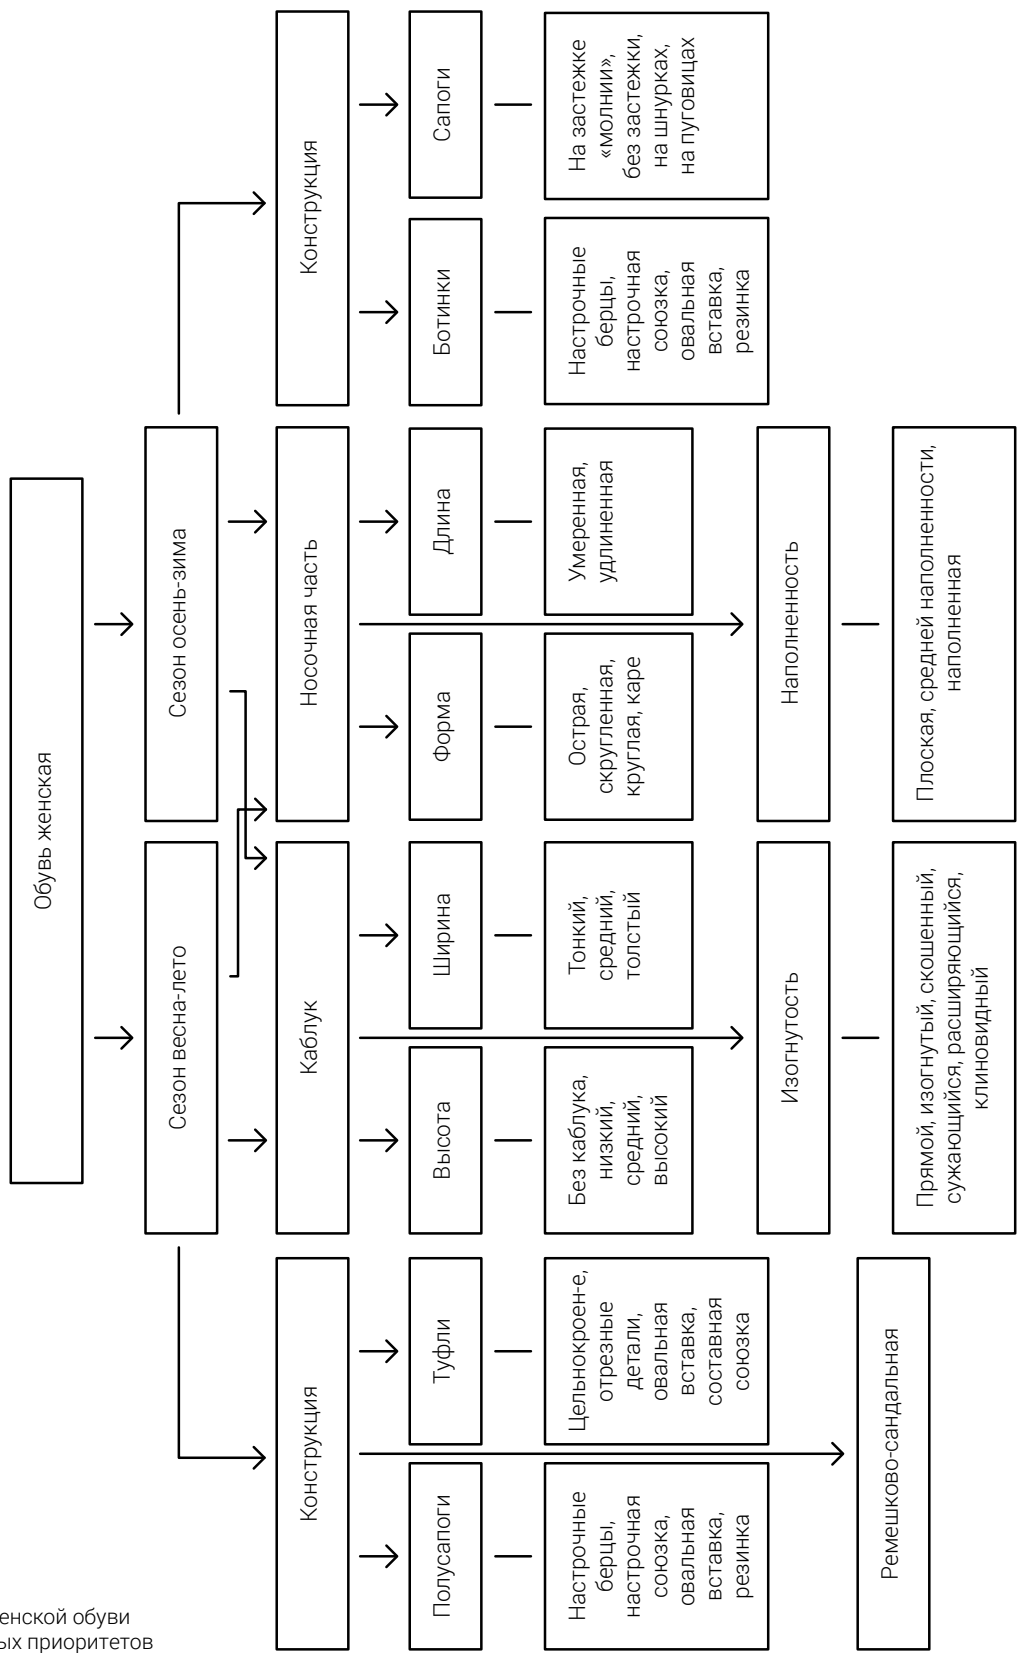 Обувь женская
Сезон весна-лето
Сезон осень-зима
Конструкция
Каблук
Носочная часть
Конструкция
Полусапоги
Туфли
Высота
Ширина
Форма
Длина
Ботинки
Сапоги
Настрочные
берцы,
настрочная
союзка,
овальная
вставка,
резинка
Цельнокроен-е,
отрезные
детали,
овальная
вставка,
составная
союзка
Без каблука,
низкий,
средний,
высокий
Тонкий,
средний,
толстый
Острая,
скругленная,
круглая, каре
Умеренная,
удлиненная
Настрочные
берцы,
настрочная
союзка,
овальная
вставка,
резинка
На застежке
«молнии»,
без застежки,
на шнурках,
на пуговицах
Изогнутость
Наполненность
Ремешково-сандальная
Прямой, изогнутый, скошенный,
сужающийся, расширяющийся,
клиновидный
Плоская, средней наполненности,
наполненная
енской обуви
ых приоритетов